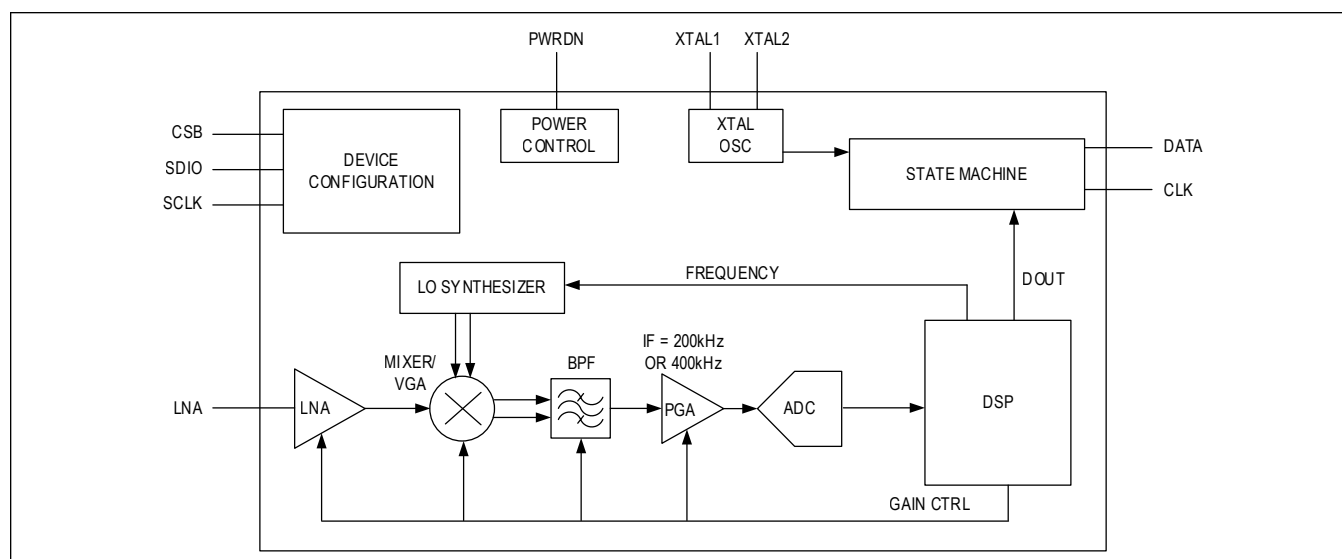 PWRDN
XTAL1
XTAL2
CSB
SDIO
SCLK
DEVICE
CONFIGURATION
POWER
CONTROL
XTAL
OSC
STATE MACHINE
DATA
CLK
LO SYNTHESIZER
FREQUENCY
DOUT
MIXER/
VGA
BPF
IF = 200kHz
OR 400kHz
LNA
LNA
PGA
ADC
DSP
GAIN CTRL